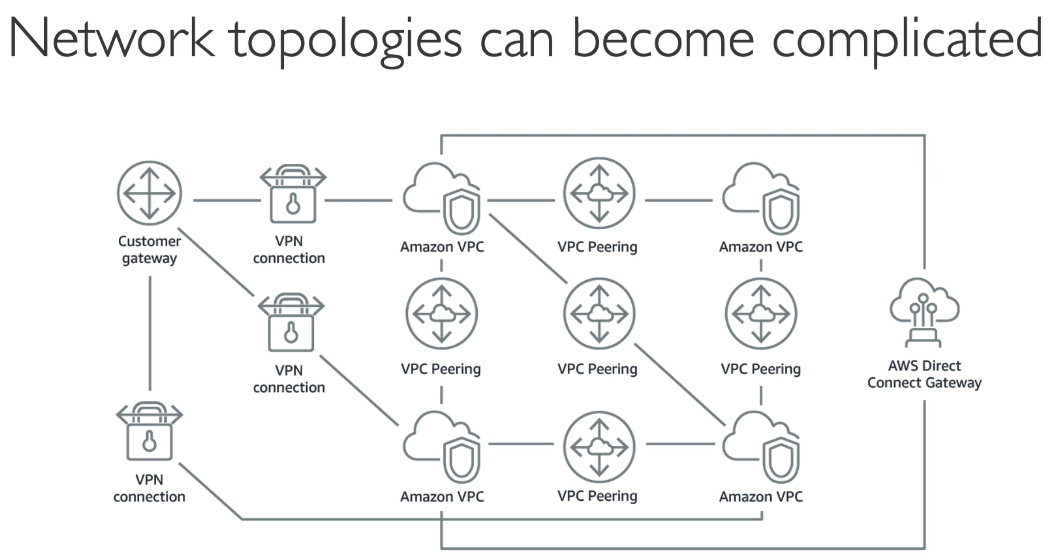 Network topologies can become complicated
Customer
gateway
VPN
connection
Amazon VPC
VPC Peering
Amazon VPC
VPN
connection
VPC Peering
VPC Peering
VPC Peering
AWS Direct
Connect Gateway
VPN
connection
Amazon VPC
VPC Peering
Amazon VPC